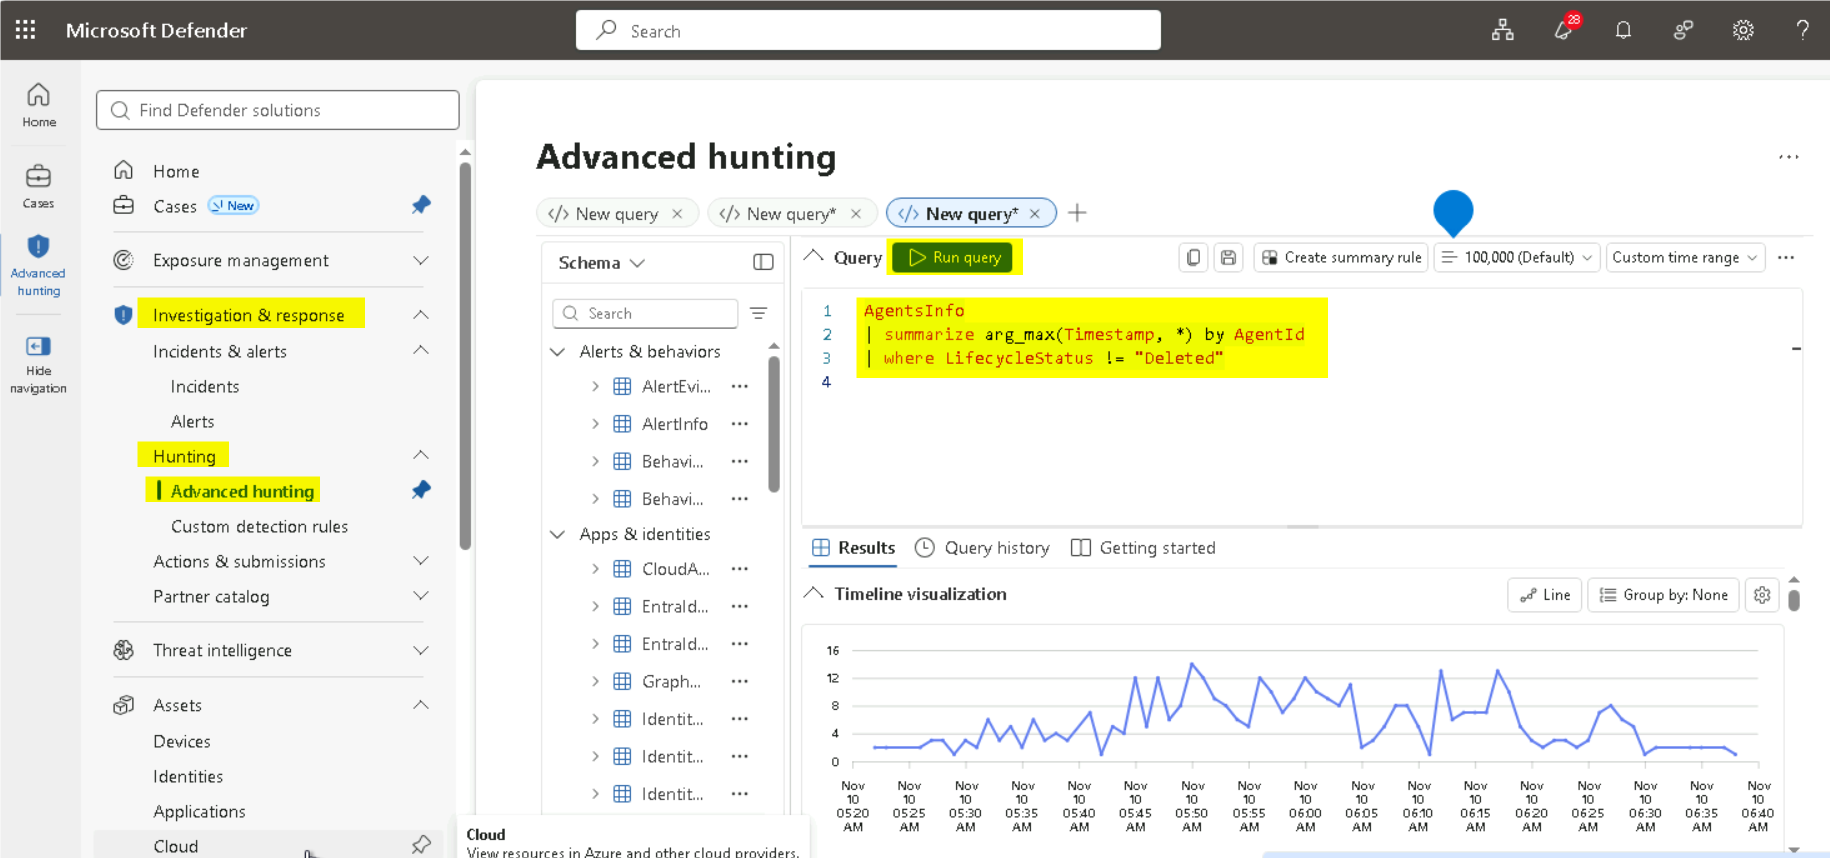 Microsoft Defender
Search
28
?
Home
Cases
Advanced
hunting
Hide
navigation
Find Defender solutions
Home
Cases New
Exposure management
Investigation & response
Incidents & alerts
Incidents
Alerts
Hunting
Advanced hunting
Custom detection rules
Actions & submissions
Partner catalog
Threat intelligence
Assets
Devices
Identities
Applications
Cloud
Advanced hunting
New query
New query*
New query*
Schema
Search
Alerts & behaviors
AlertEvi...
AlertInfo
Behavi...
Behavi...
Apps & identities
CloudA...
EntraId...
EntraId...
Graph...
Identit...
Identit...
Identit...
Cloud
View resources in Azure and other cloud providers.
Query
Run query
Create summary rule
100,000 (Default)
Custom time range
1 AgentsInfo
2 | summarize arg_max(Timestamp, *) by AgentId
3 | where LifecycleStatus != "Deleted"
4
Results
Query history
Getting started
Timeline visualization
Line
Group by: None
16
12
8
4
0
Nov 10 05:20 AM
Nov 10 05:25 AM
Nov 10 05:30 AM
Nov 10 05:35 AM
Nov 10 05:40 AM
Nov 10 05:45 AM
Nov 10 05:50 AM
Nov 10 05:55 AM
Nov 10 06:00 AM
Nov 10 06:05 AM
Nov 10 06:10 AM
Nov 10 06:15 AM
Nov 10 06:20 AM
Nov 10 06:25 AM
Nov 10 06:30 AM
Nov 10 06:35 AM
Nov 10 06:40 AM